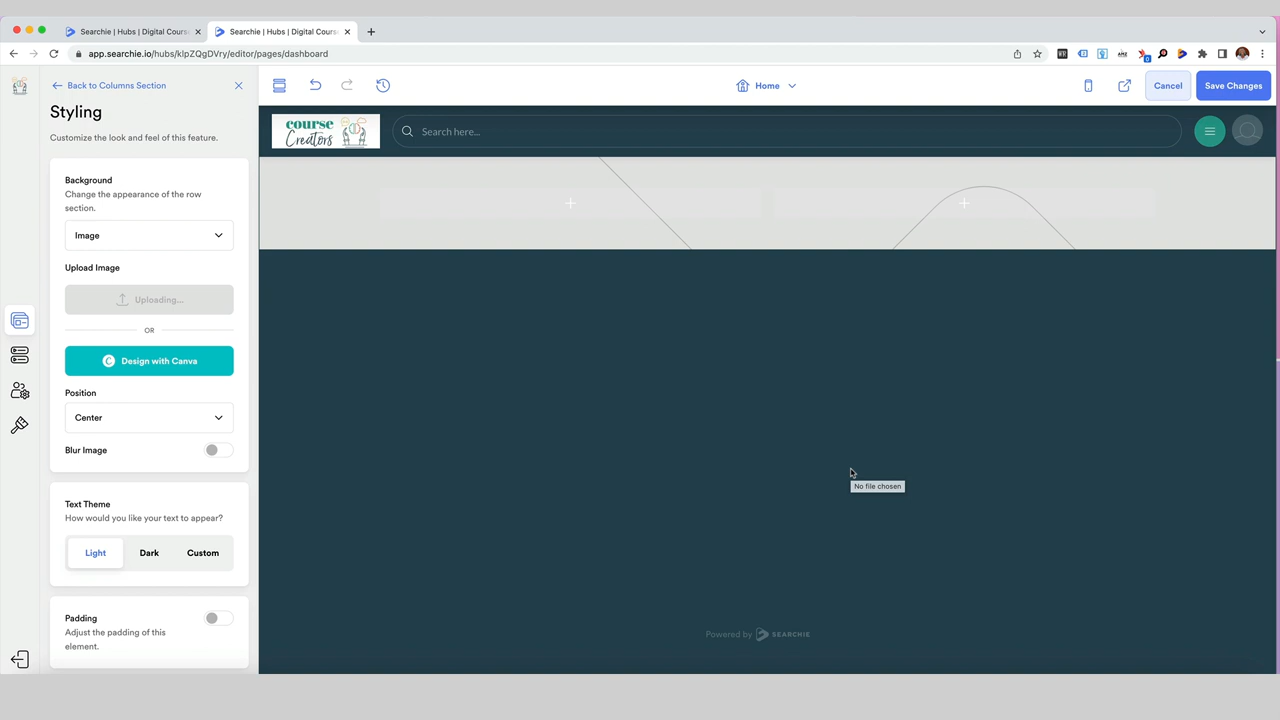 Searchie | Hubs | Digital Cours
Searchie | Hubs | Digital Cours
app.searchie.io/hubs/klpZQgDVry/editor/pages/dashboard
Back to Columns Section
Home
Cancel
Save Changes
Styling
Customize the look and feel of this feature.
course
Creators
Search here...
Background
Change the appearance of the row
section.
Image
Upload Image
Uploading...
OR
Design with Canva
Position
Center
Blur Image
No file chosen
Text Theme
How would you like your text to appear?
Light
Dark
Custom
Padding
Adjust the padding of this
element.
Powered by SEARCHIE